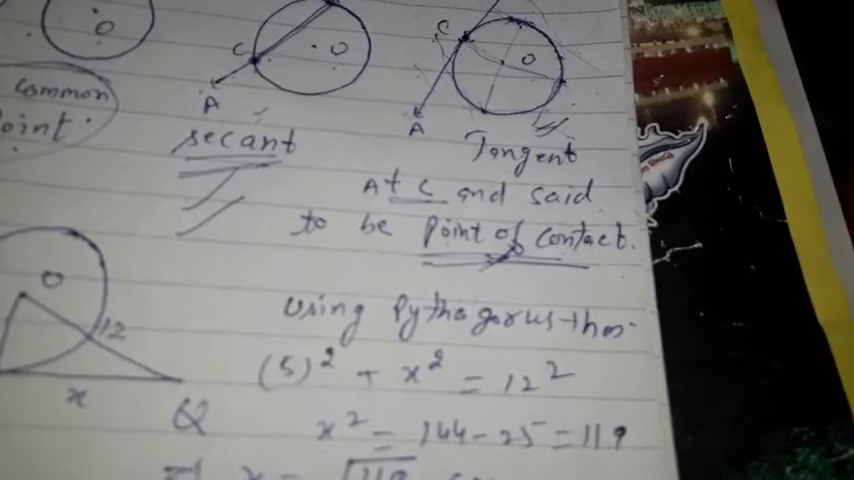 O
O
O
C
C
A
A
common
Point
secant
Tangent
At C and said
to be Point of contact.
O
12
x
Q
Using Pythagorus thm.
(5)² + x² = 12²
x² = 144 - 25 = 119
⇒ x = √119